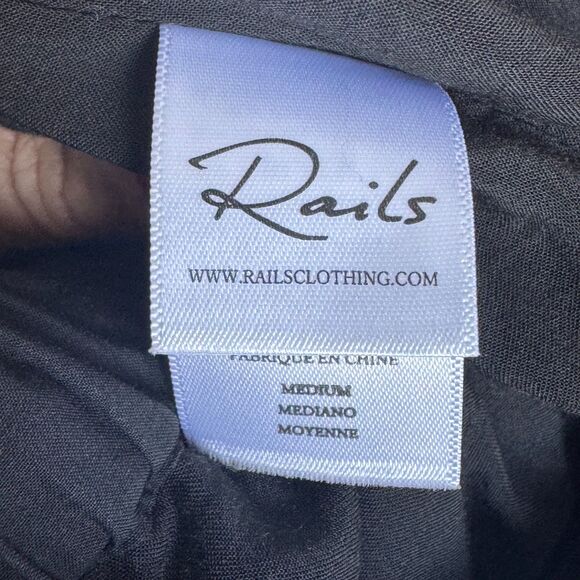 Rails
WWW.RAILSCLOTHING.COM
FABRIQUE EN CHINE
MEDIUM
MEDIANO
MOYENNE